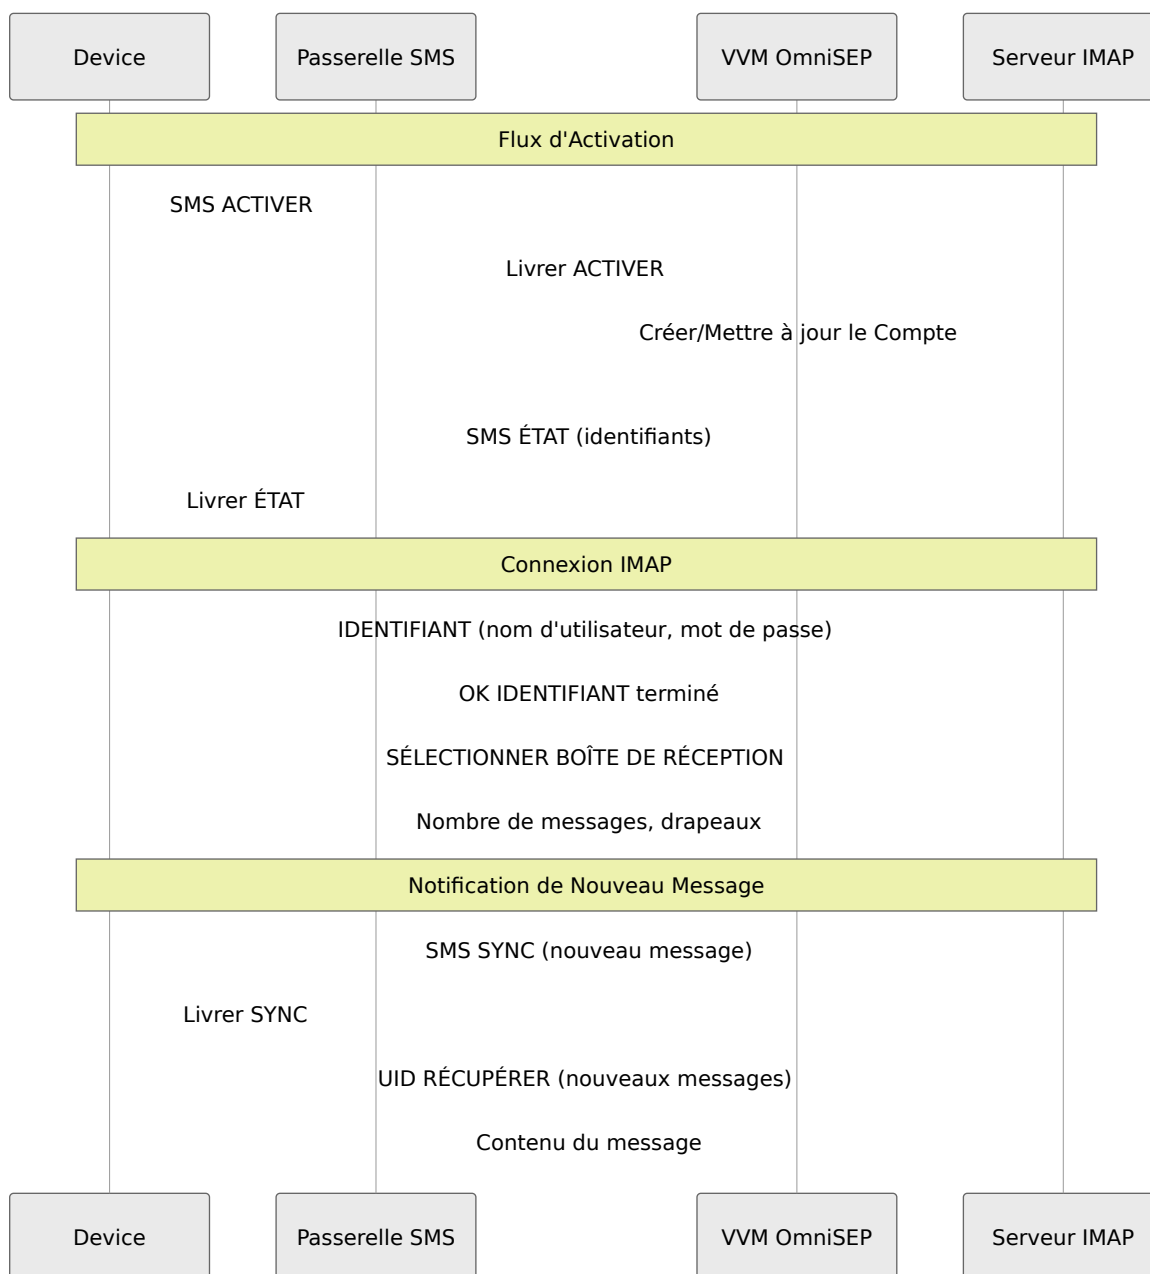 Device
Passerelle SMS
VVM OmniSEP
Serveur IMAP
Flux d'Activation
SMS ACTIVER
Livrer ACTIVER
Créer/Mettre à jour le Compte
SMS ÉTAT (identifiants)
Livrer ÉTAT
Connexion IMAP
IDENTIFIANT (nom d'utilisateur, mot de passe)
OK IDENTIFIANT terminé
SÉLECTIONNER BOÎTE DE RÉCEPTION
Nombre de messages, drapeaux
Notification de Nouveau Message
SMS SYNC (nouveau message)
Livrer SYNC
UID RÉCUPÉRER (nouveaux messages)
Contenu du message
Device
Passerelle SMS
VVM OmniSEP
Serveur IMAP